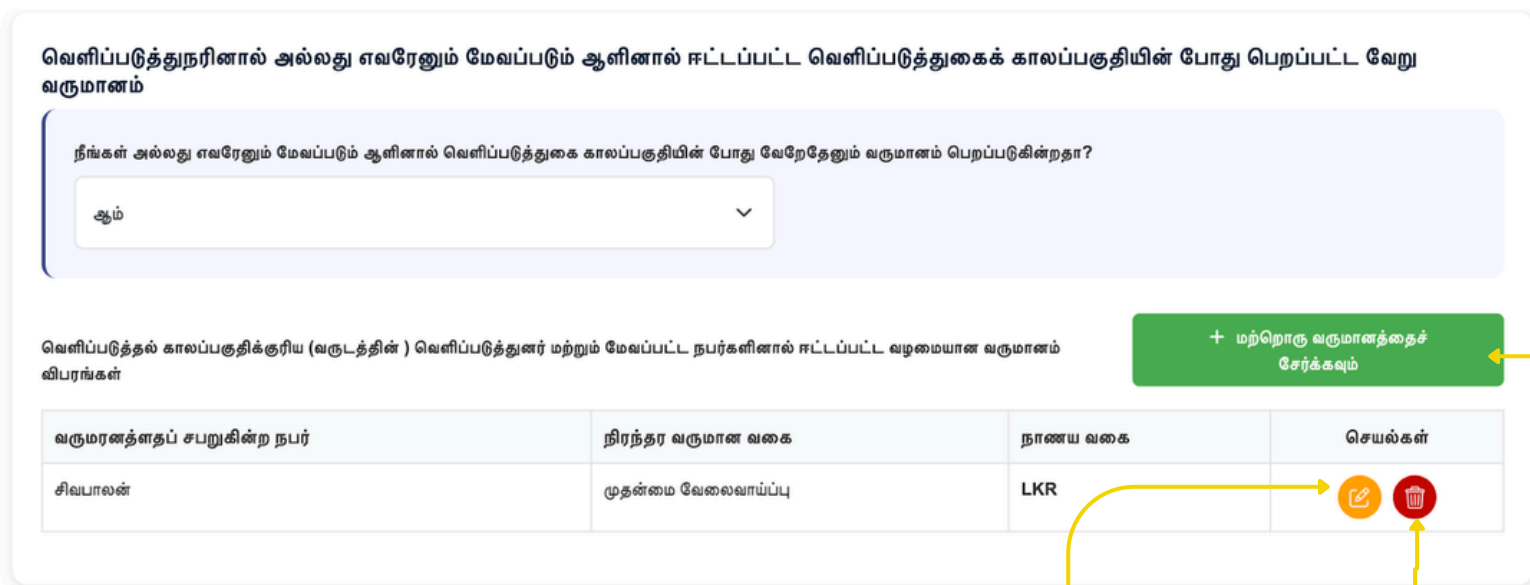 வெளிப்படுத்துநரினால் அல்லது எவரேனும் மேவப்படும் ஆளினால் ஈட்டப்பட்ட வெளிப்படுத்துகைக் காலப்பகுதியின் போது பெறப்பட்ட வேறு
வருமானம்
நீங்கள் அல்லது எவரேனும் மேவப்படும் ஆளினால் வெளிப்படுத்துகை காலப்பகுதியின் போது வேறேதேனும் வருமானம் பெறப்படுகின்றதா?
ஆம்
வெளிப்படுத்தல் காலப்பகுதிக்குரிய (வருடத்தின் ) வெளிப்படுத்துனர் மற்றும் மேவப்பட்ட நபர்களினால் ஈட்டப்பட்ட வழமையான வருமானம்
விபரங்கள்
+ மற்றொரு வருமானத்தைச்
சேர்க்கவும்
வருமரனத்ளதப் சபறுகின்ற நபர் நிரந்தர வருமான வகை நாணய வகை செயல்கள்
சிவபாலன் முதன்மை வேலைவாய்ப்பு LKR